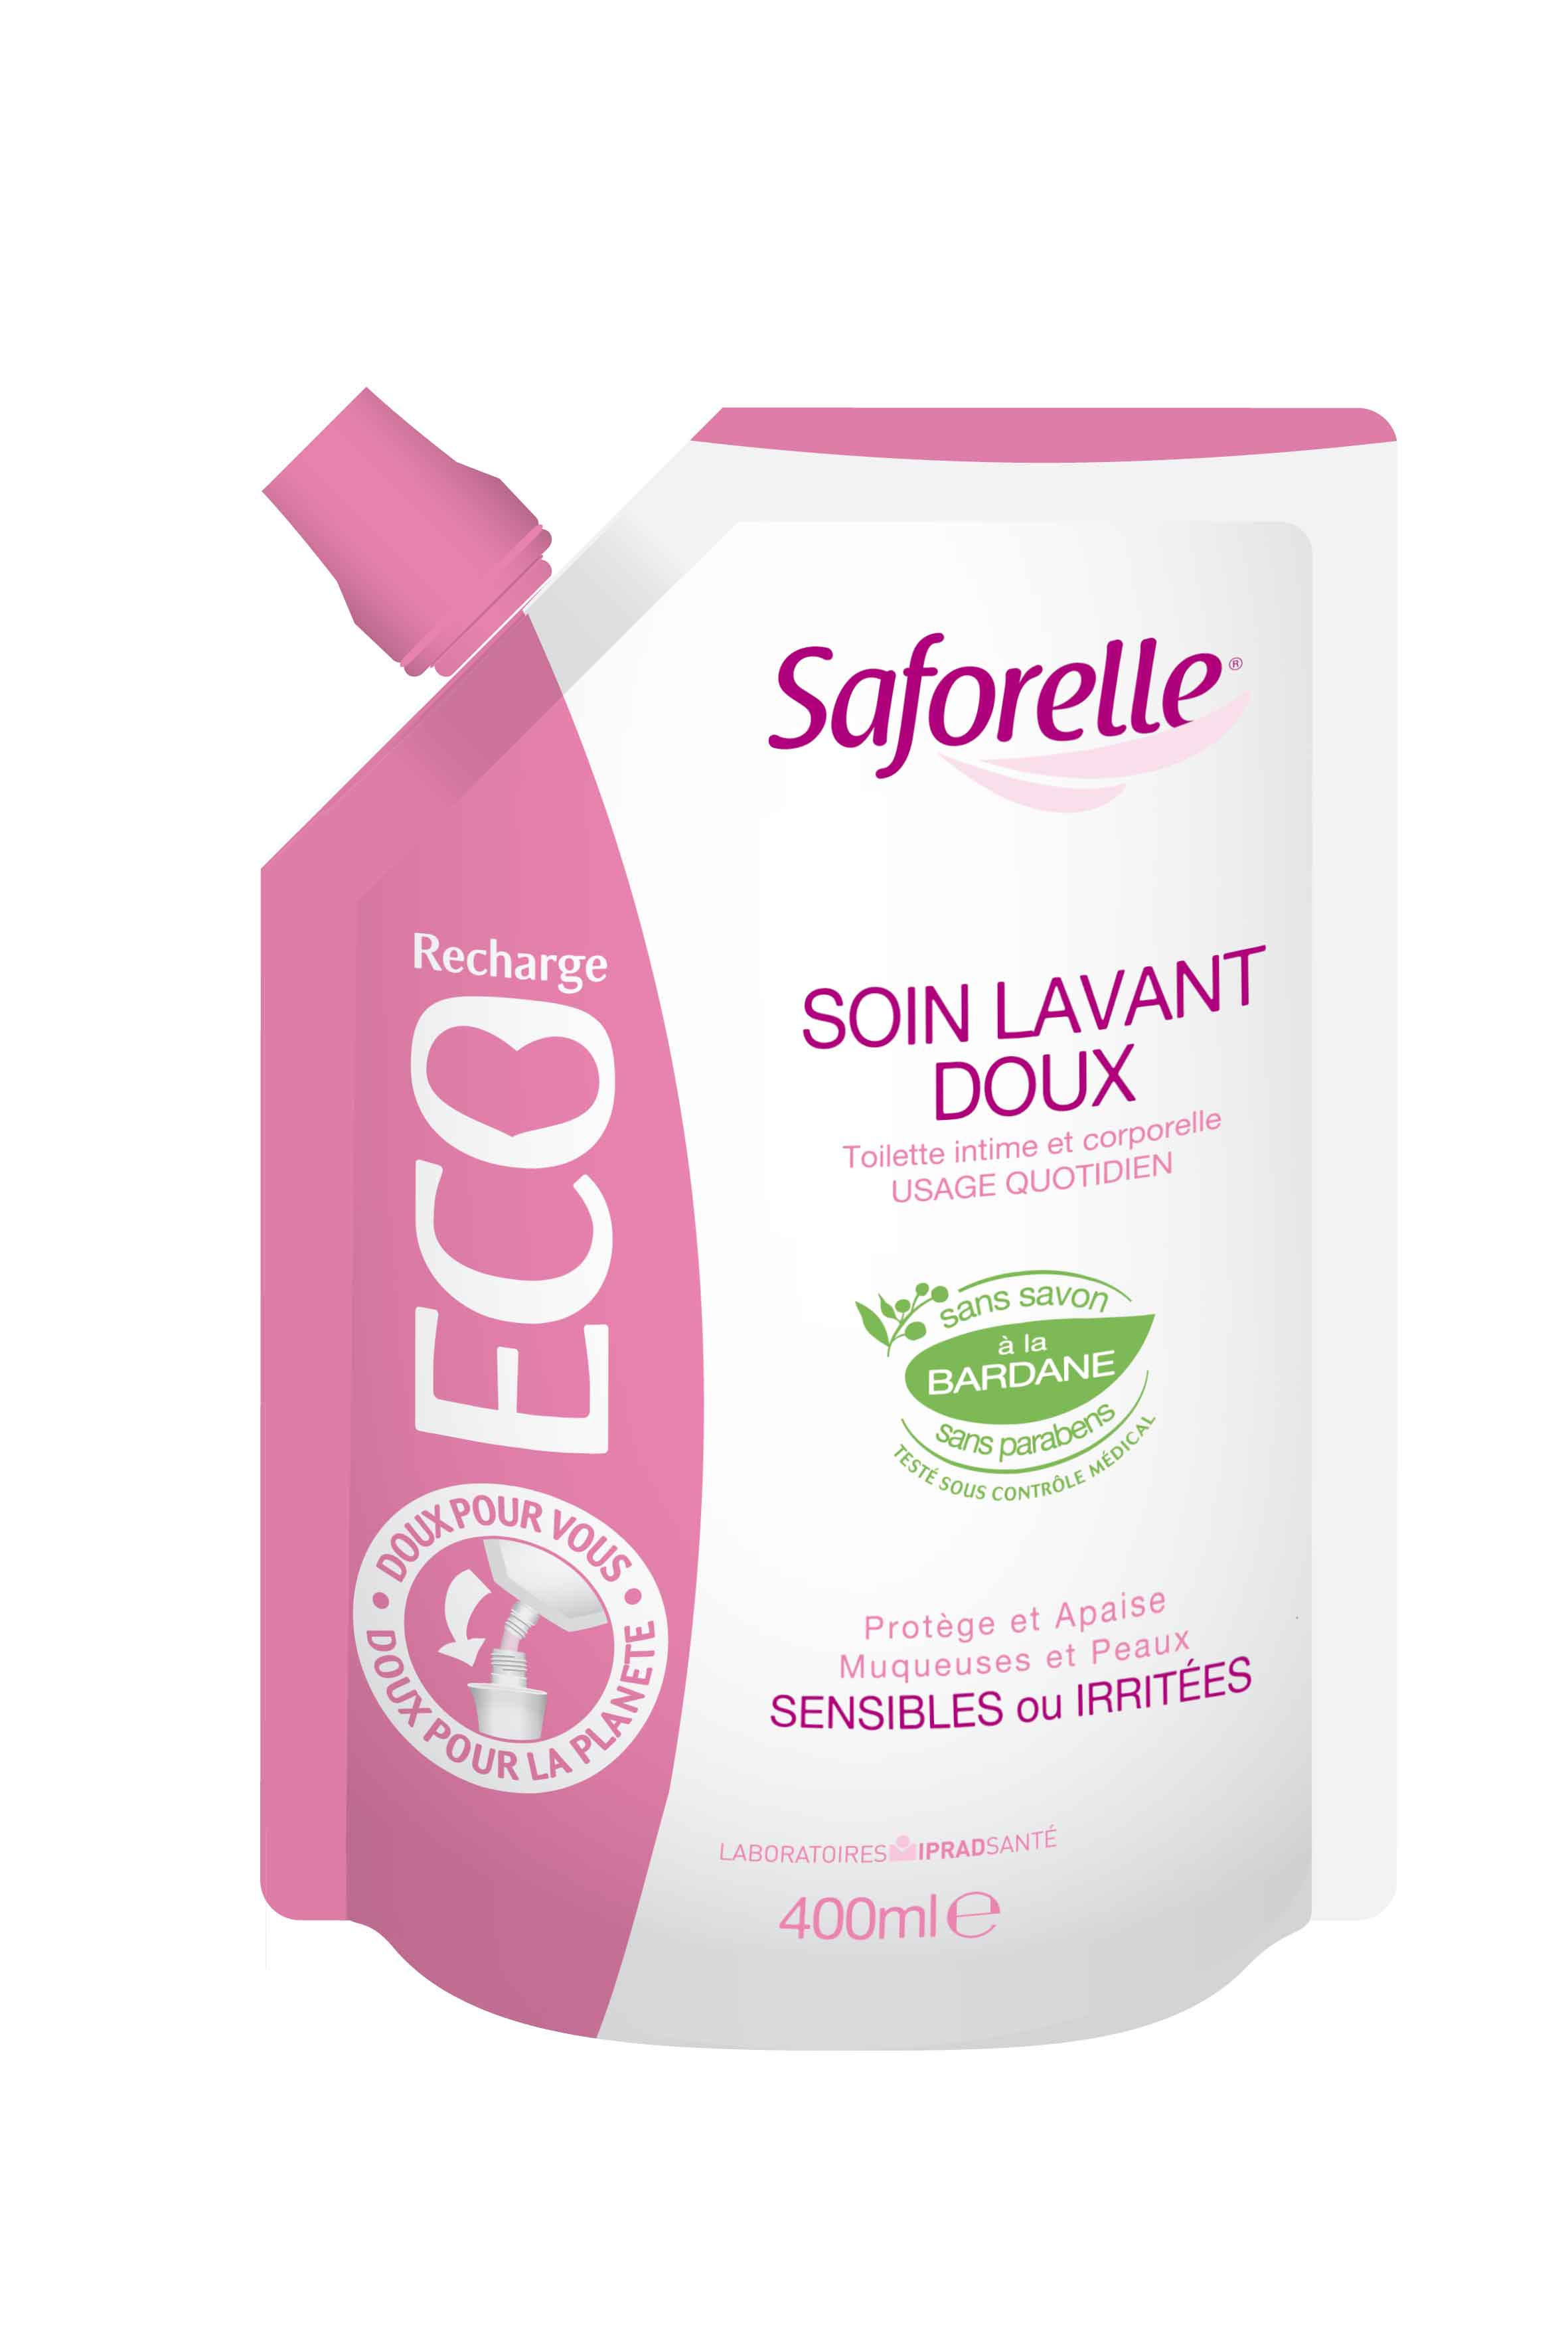 Saforelle®
SOIN LAVANT
DOUX
Toilette intime et corporelle
USAGE QUOTIDIEN
sans savon
à la
BARDANE
sans parabens
TESTÉ SOUS CONTRÔLE MÉDICAL
Protège et Apaise
Muqueuses et Peaux
SENSIBLES ou IRRITÉES
LABORATOIRES IPRADSANTÉ
400ml e
Recharge
ECO
• DOUX POUR VOUS •
DOUX POUR LA PLANETE